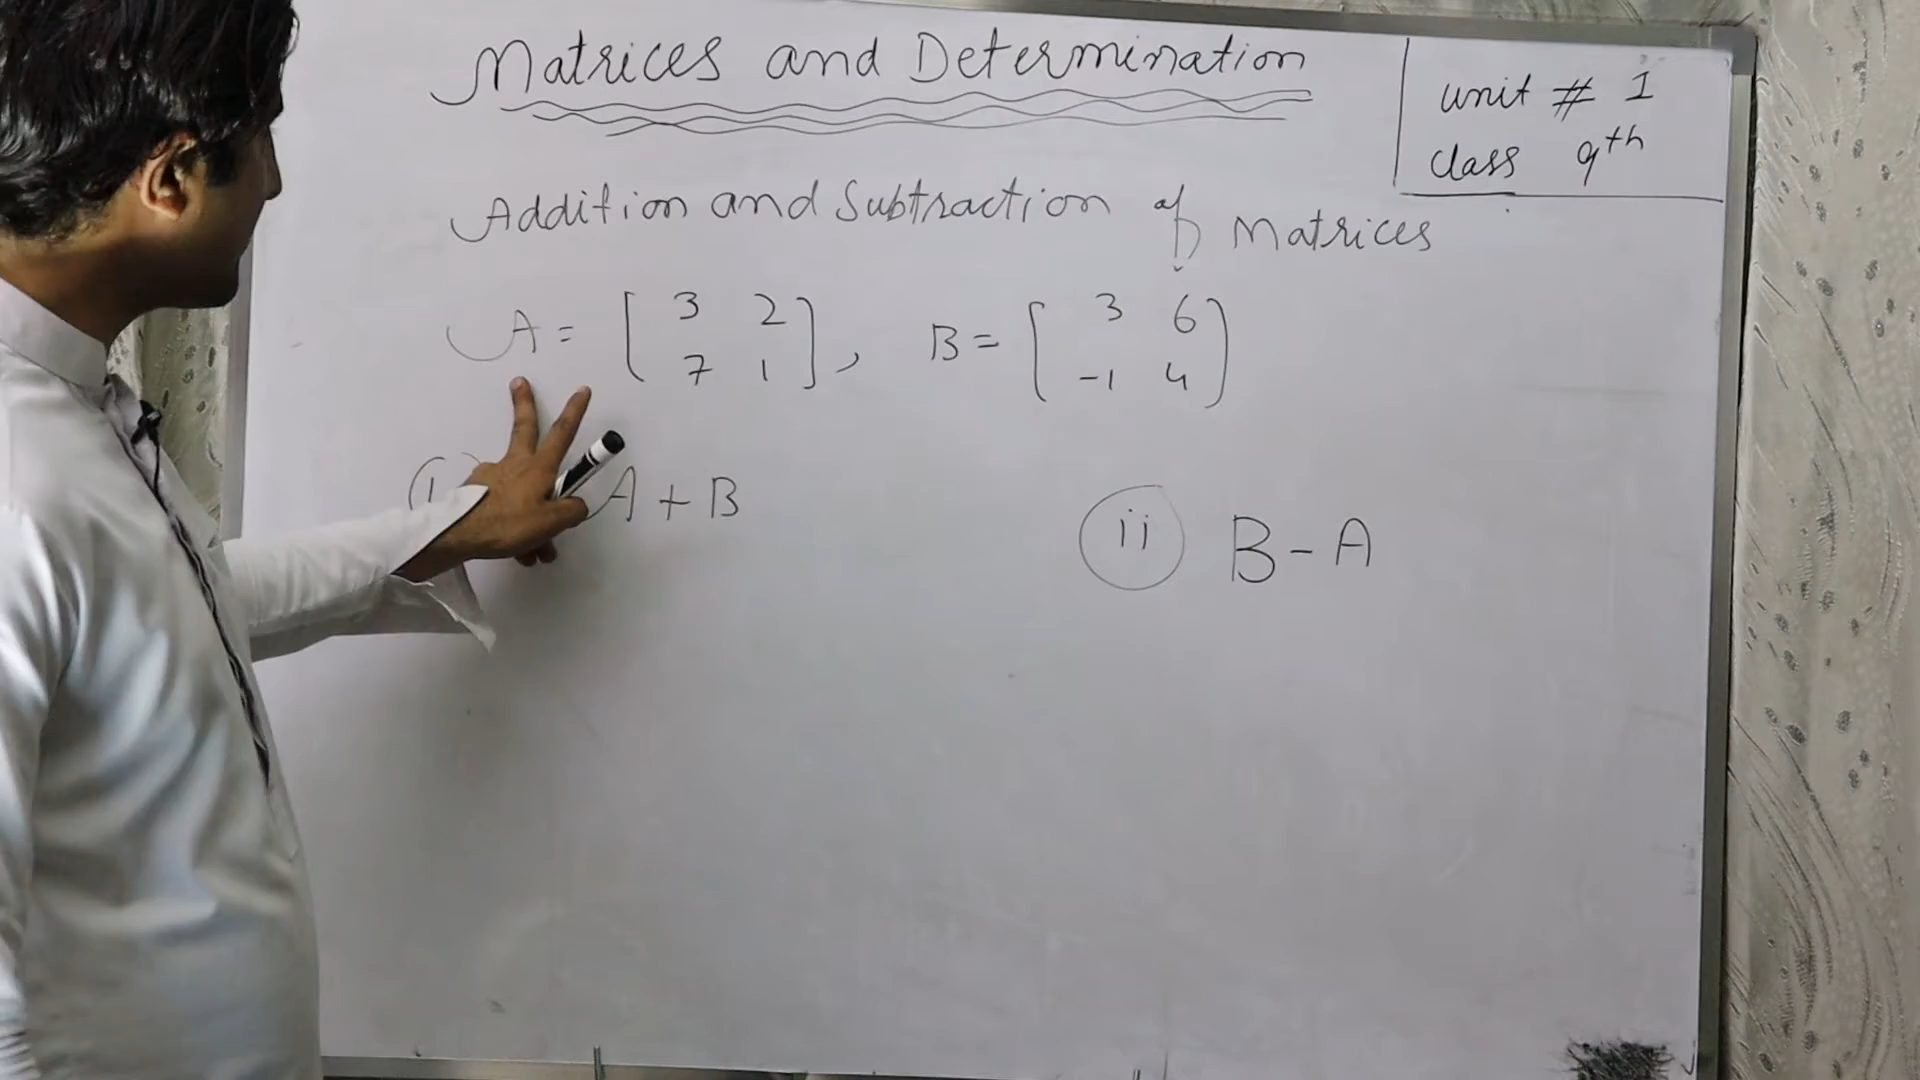 Matrices and Determination
unit # 1
class 9th
Addition and Subtraction of Matrices
A = [ 3 2
7 1 ] , B = [ 3 6
-1 4 ]
A + B
ii B - A